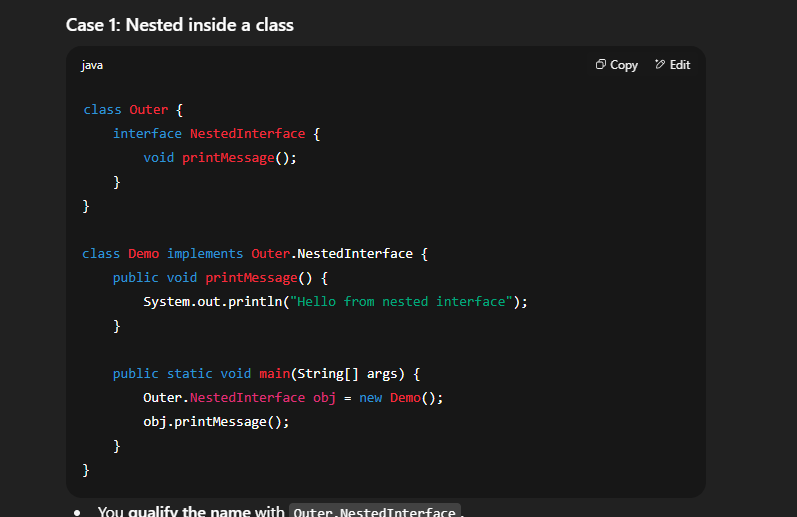 Case 1: Nested inside a class
java
Copy
Edit
class Outer {
    interface NestedInterface {
        void printMessage();
    }
}

class Demo implements Outer.NestedInterface {
    public void printMessage() {
        System.out.println("Hello from nested interface");
    }

    public static void main(String[] args) {
        Outer.NestedInterface obj = new Demo();
        obj.printMessage();
    }
}
• You qualify the name with Outer.NestedInterface.